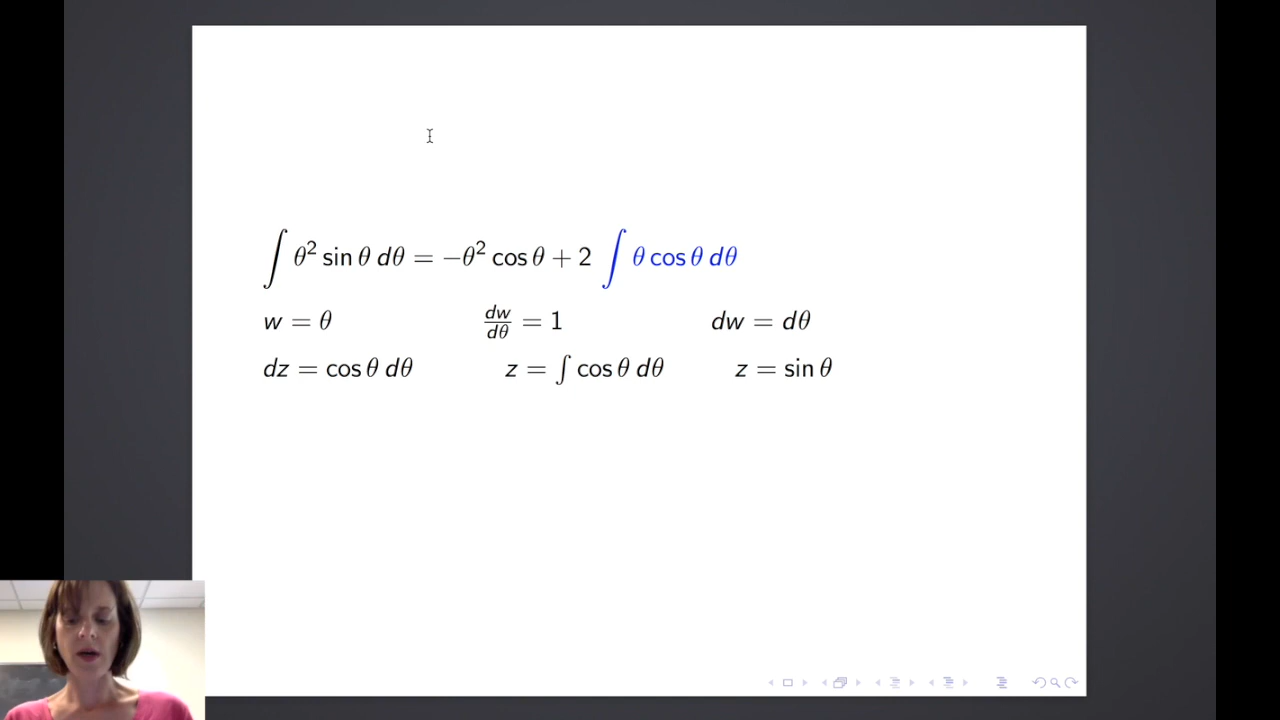 ∫ θ² sin θ dθ = −θ² cos θ + 2 ∫ θ cos θ dθ
w = θ dw/dθ = 1 dw = dθ
dz = cos θ dθ z = ∫ cos θ dθ z = sin θ